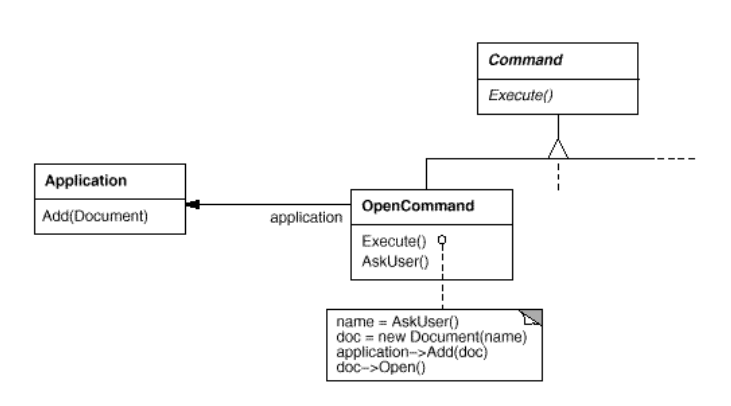 Command
Execute()
Application
Add(Document)
application
OpenCommand
Execute()
AskUser()
name = AskUser()
doc = new Document(name)
application->Add(doc)
doc->Open()